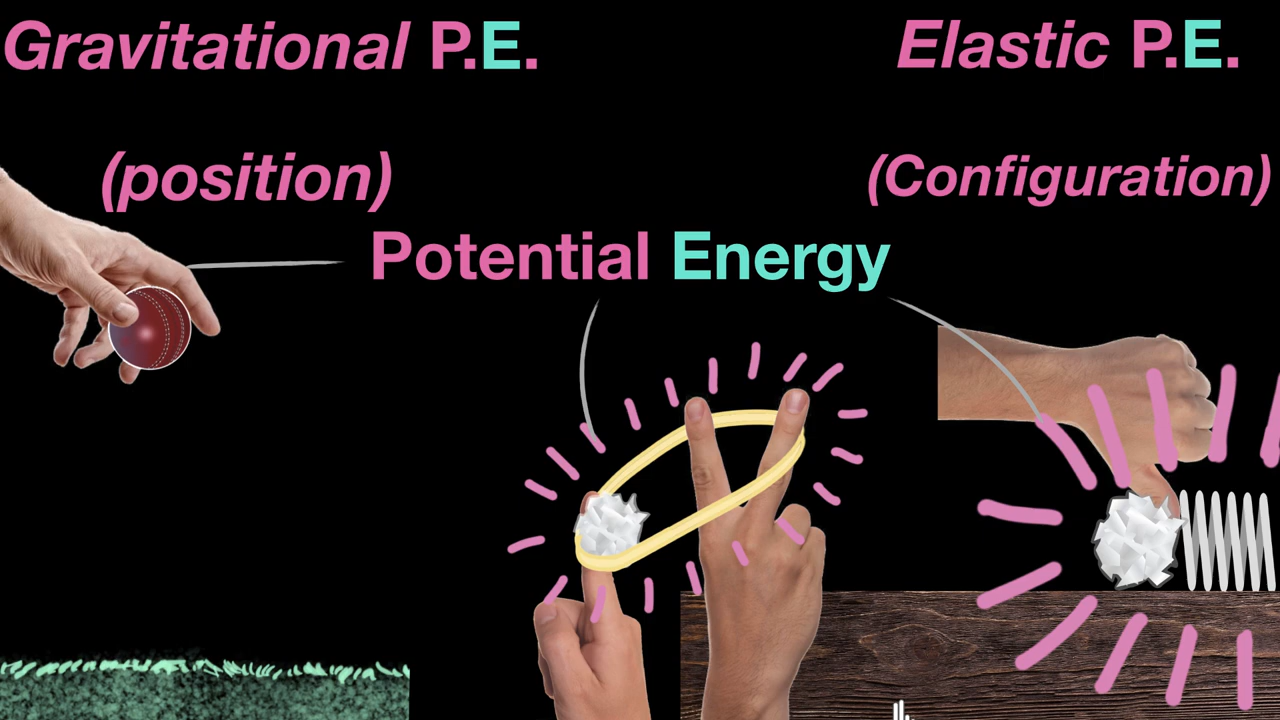 Gravitational P.E.
Elastic P.E.
(position)
(Configuration)
Potential Energy